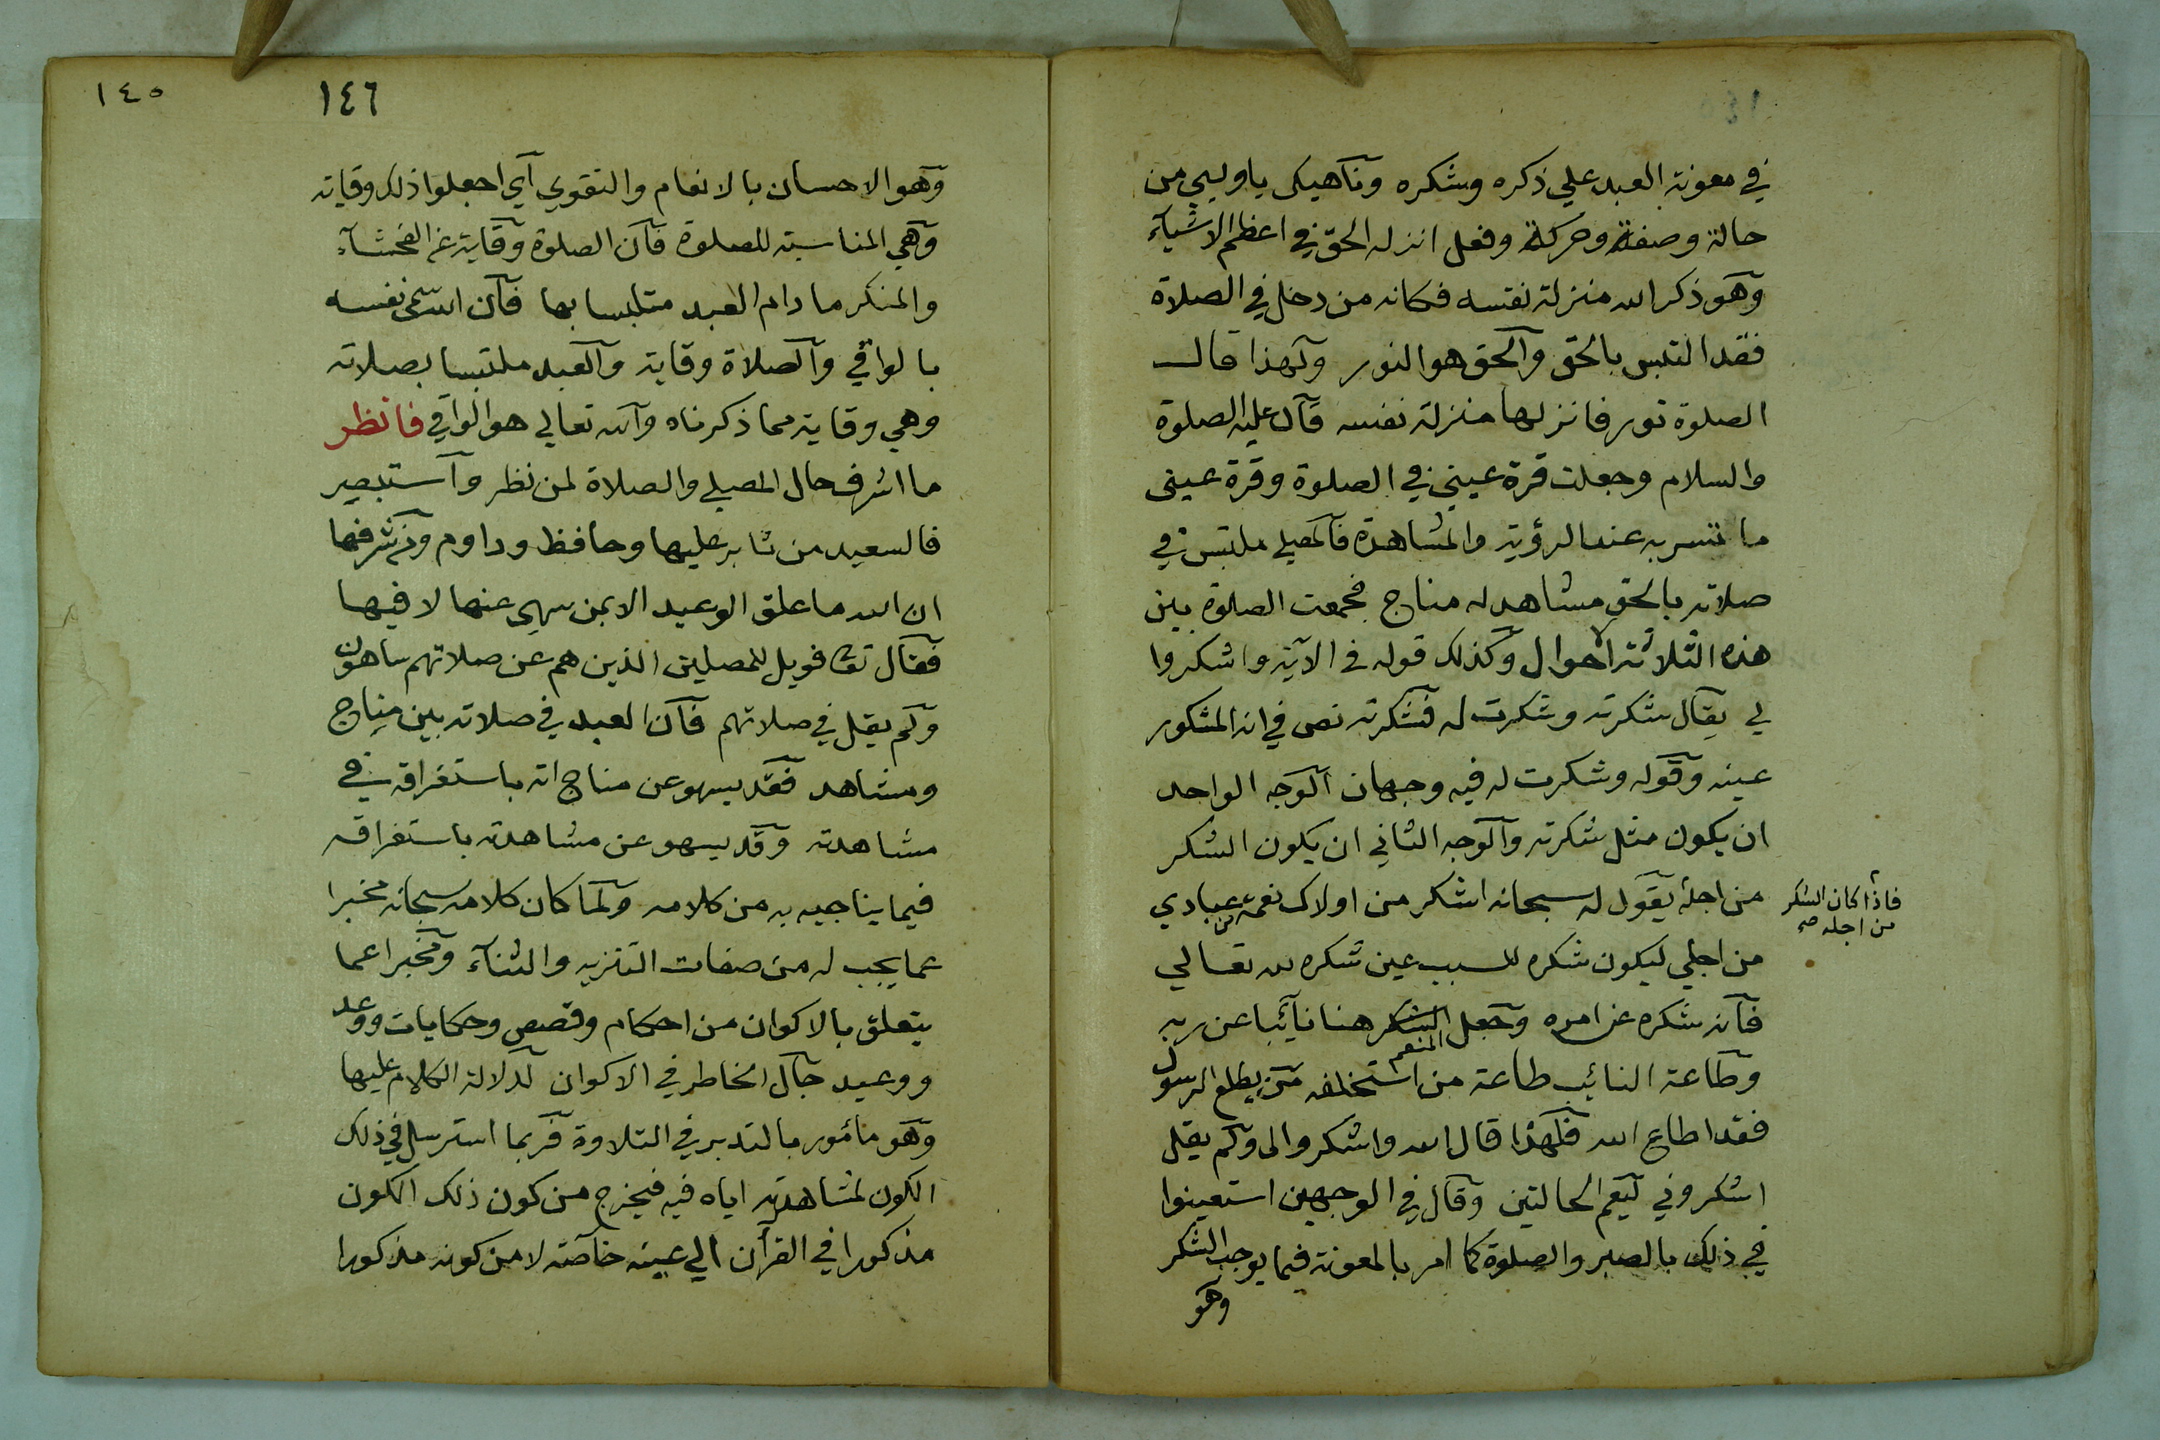 في معونة العبد علي ذكره وشكره وناهيك ياوليي من
حالة وصفة وحركة وفعل انزله الحق في اعظم الاشيآء
وهو ذكر الله منزلة نفسه فكانه من دخل في الصلاة
فقد التبس بالحق والحق هو النور ولهذا قال
الصلوة نور فانزلها منزلة نفسه قال عليه الصلوة
والسلام وجعلت قرة عيني في الصلوة وقرة عيني
ما تسر به عند الرؤية والمشاهدة فالمصلي ملتبس في
صلاته بالحق مشاهد له مناج فجمعت الصلوة بين
هذه الثلاثة الاحوال وكذلك قوله في الآية واشكروا
لي يقال شكرته وشكرت له فشكرته نص في انه المشكور
عينه وقوله وشكرت له فيه وجهان الوجه الواحد
ان يكون مثل شكرته والوجه الثاني ان يكون الشكر
من اجله يقول له سبحانه اشكر من اولاك نعمة من عبادي
فاذا كان الشكر
من اجله صح
من اجلي ليكون شكره للسبب عين شكره لله تعالي
فانه شكره عن امره وجعل المنعم هنا نآئبا عن ربه
وطاعة النائب طاعة من استخلفه من يطع الرسول
فقد اطاع الله فلهذا قال الله واشكروا لي ولم يقل
اشكروني ليعم الحالتين وقال في الوجهين استعينوا
في ذلك بالصبر والصلوة كما امر بالمعونة فيما يوجب الشكر
وهو
١٤٥
١٤٦
وهو الاحسان بالانعام والتقوي اي اجعلوا ذلك وقاية
وهي المناسبة للصلوة فان الصلوة وقاية عن الفحشآء
والمنكر ما دام العبد متلبسا بها فان الله سمى نفسه
بالواقي والصلاة وقاية والعبد ملتبسا بصلاته
وهي وقاية مما ذكرناه والله تعالي هو الواقي فانظر
ما اشرف حال المصلي والصلاة لمن نظر واستبصر
فالسعيد من ثابر عليها وحافظ وداوم ومن شرفها
ان الله ما علق الوعيد الا بمن سهى عنها لا فيها
فقال تعا فويل للمصلين الذين هم عن صلاتهم ساهون
ولم يقل في صلاتهم فان العبد في صلاته بين مناج
ومشاهد فقد يسهو عن مناجاته باستغراقه في
مشاهدته وقد يسهو عن مشاهدته باستغراقه
فيما يناجيه به من كلامه ولما كان كلامه سبحانه مخبرا
عما يجب له من صفات التنزيه والثنآء ومخبرا عما
يتعلق بالاكوان من احكام وقصص وحكايات ووعد
ووعيد جال الخاطر في الاكوان لدلالة الكلام عليها
وهو مامور بالتدبر في التلاوة فربما استرسل في ذلك
الكون لمشاهدته اياه فيه فيخرج من كون ذلك الكون
مذكورا في القرأن الي عينه خاصة لا من كونه مذكورا